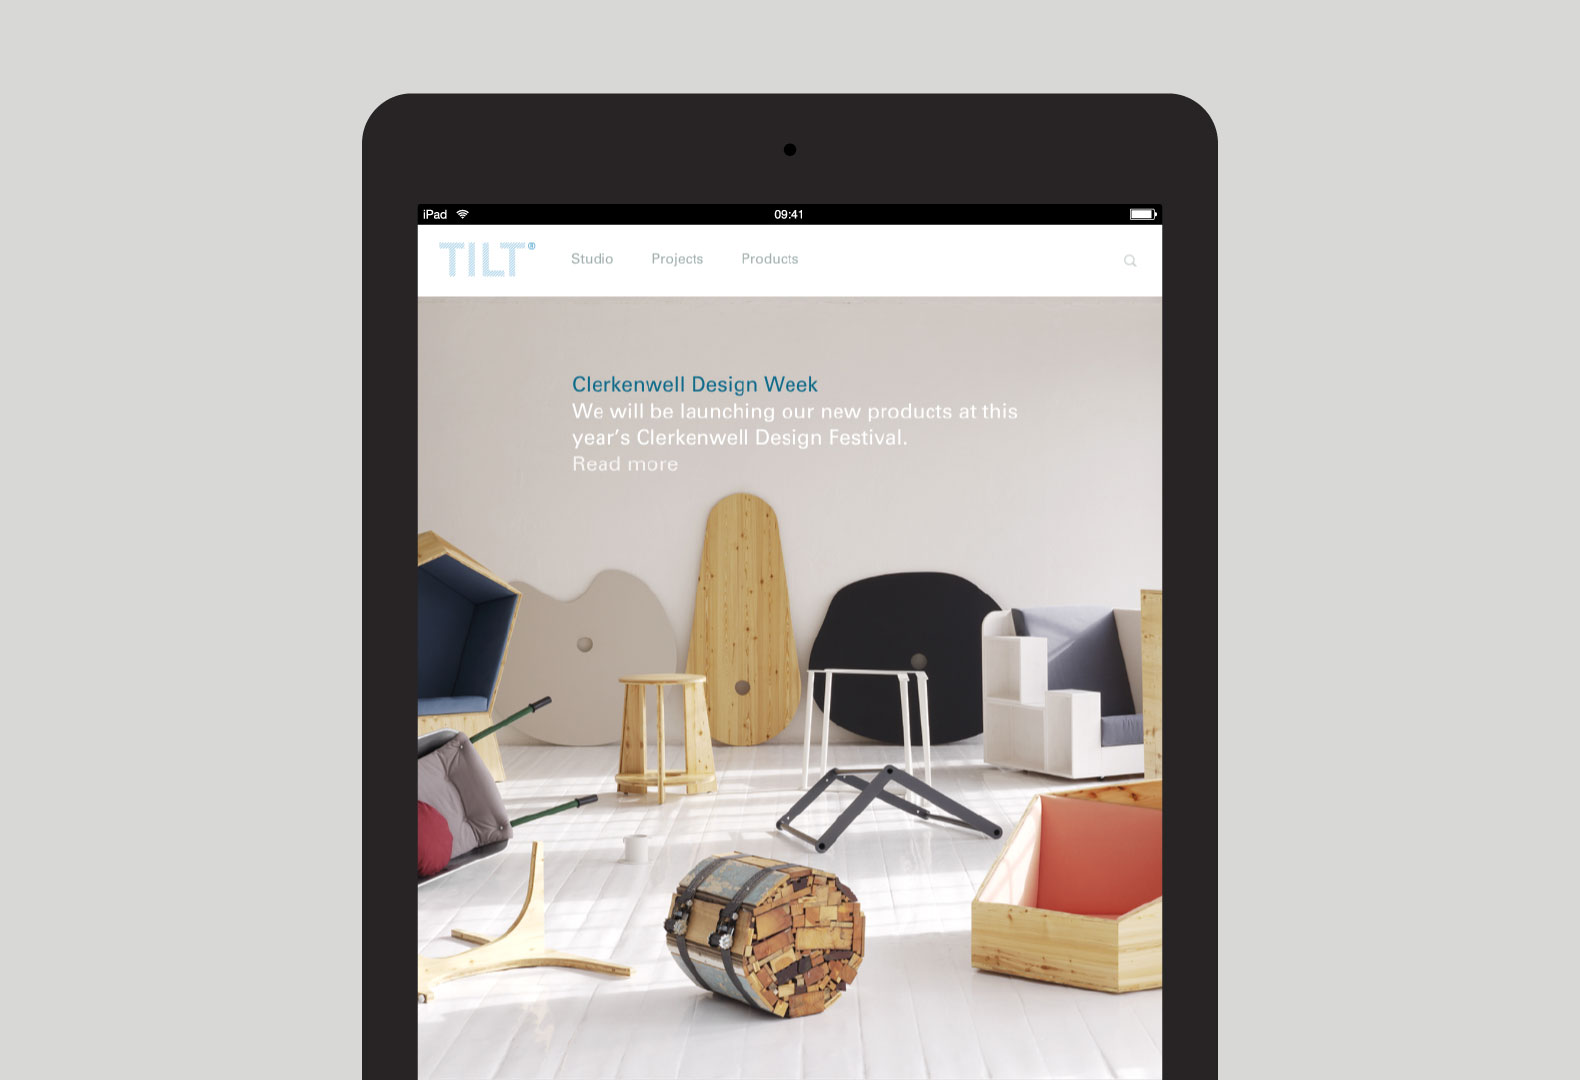 iPad 09:41
TILT®
Studio Projects Products
Clerkenwell Design Week
We will be launching our new products at this
year’s Clerkenwell Design Festival.
Read more